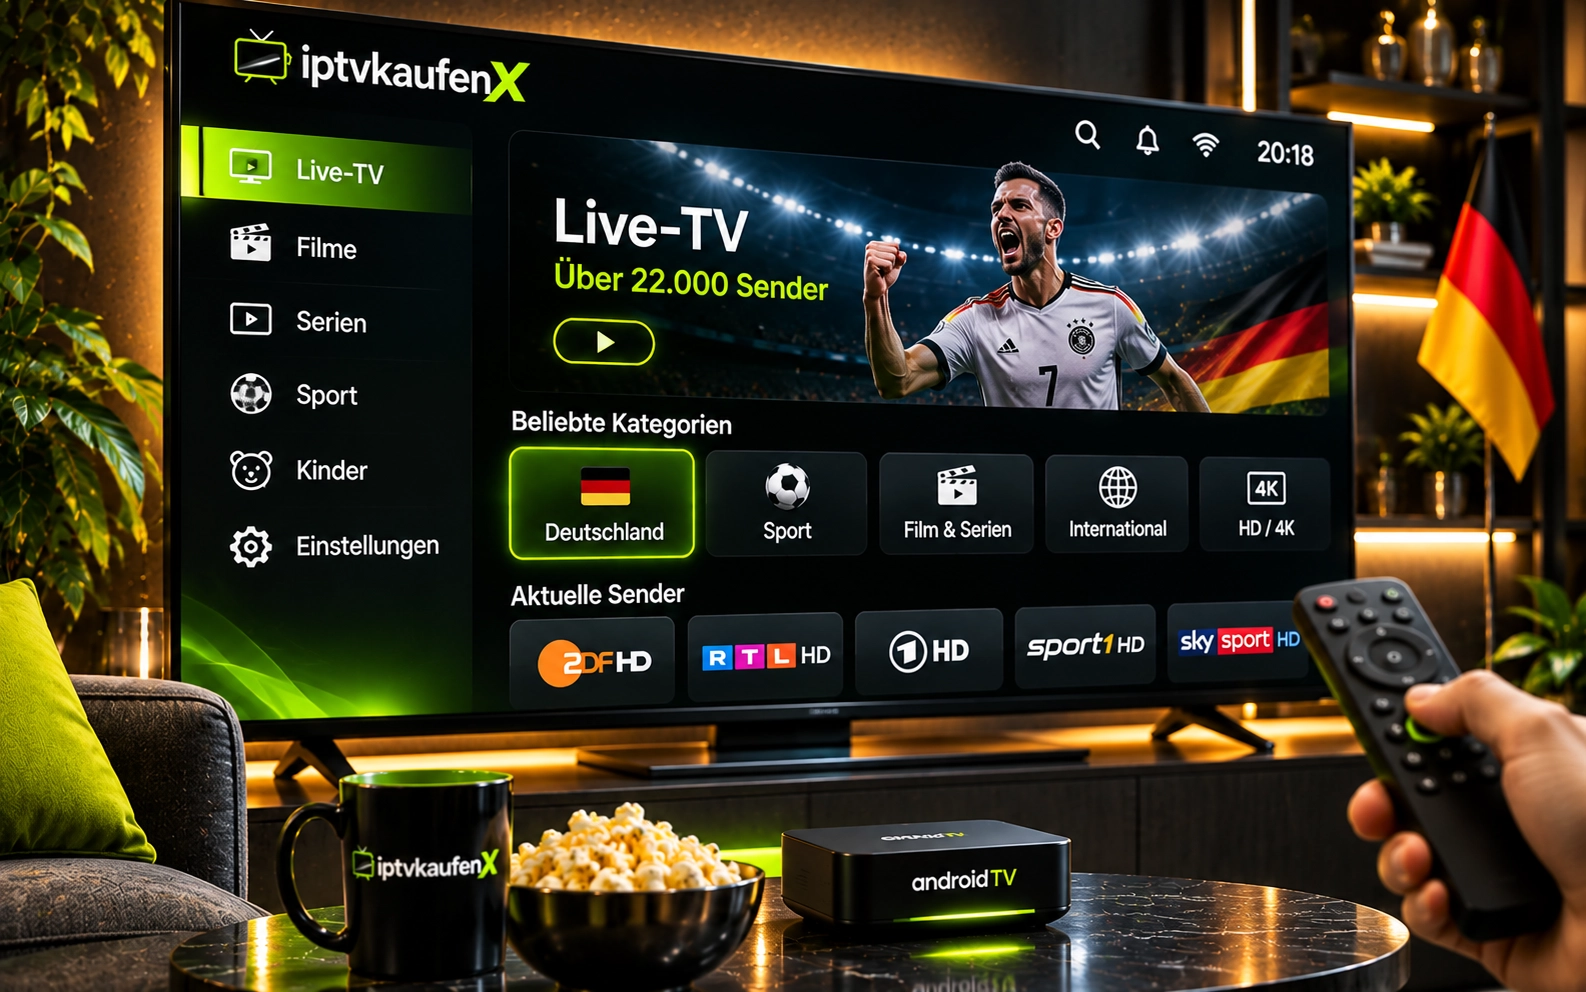 iptvkaufenX
20:18
Live-TV
Filme
Serien
Sport
Kinder
Einstellungen
Live-TV
Über 22.000 Sender
7
Beliebte Kategorien
Deutschland
Sport
Film & Serien
International
4K
HD / 4K
Aktuelle Sender
ZDF HD
RTL HD
1 HD
sport1 HD
sky sport HD
iptvkaufenX
androidTV